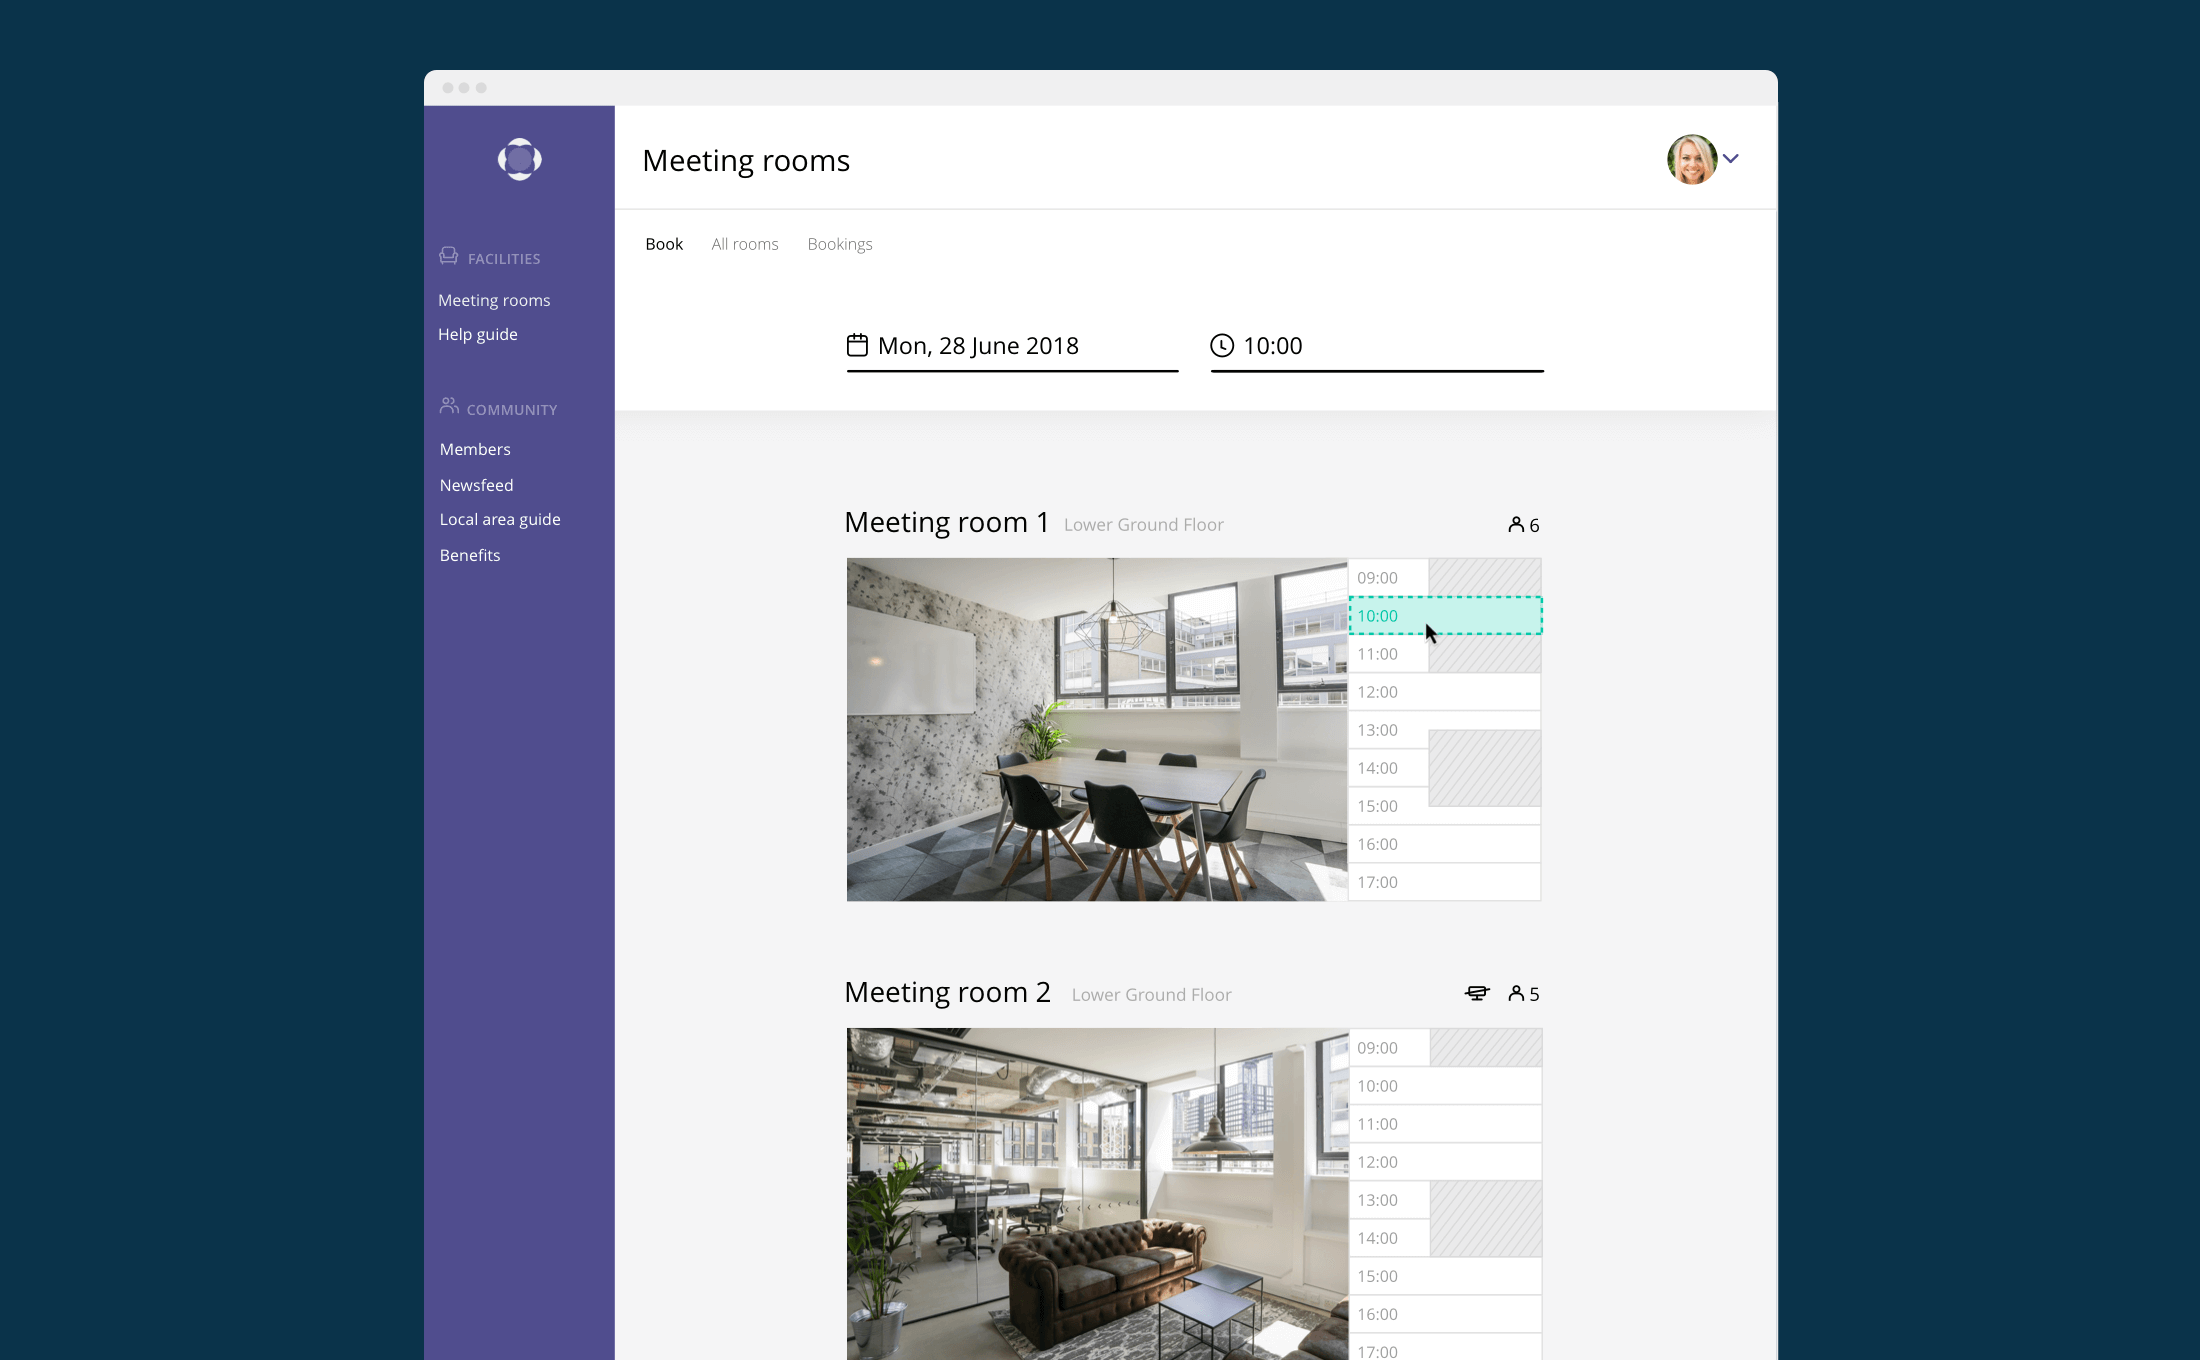 Meeting rooms
FACILITIES
Meeting rooms
Help guide
COMMUNITY
Members
Newsfeed
Local area guide
Benefits
Book All rooms Bookings
Mon, 28 June 2018 10:00
Meeting room 1 Lower Ground Floor 6
09:00
10:00
11:00
12:00
13:00
14:00
15:00
16:00
17:00
Meeting room 2 Lower Ground Floor 5
09:00
10:00
11:00
12:00
13:00
14:00
15:00
16:00
17:00